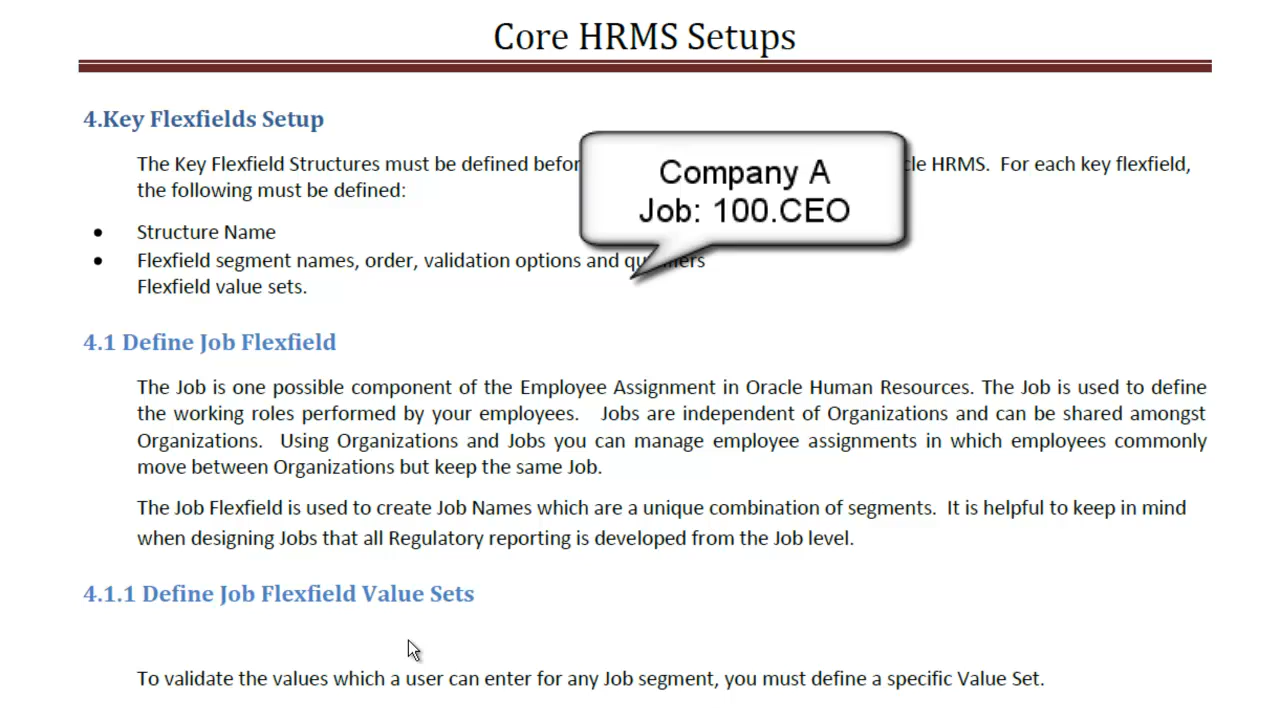 Core HRMS Setups
4.Key Flexfields Setup
The Key Flexfield Structures must be defined HRMS. For each key flexfield,
the following must be defined:
Company A
Job: 100.CEO
• Structure Name
• Flexfield segment names, order, validation options and
Flexfield value sets.
4.1 Define Job Flexfield
The Job is one possible component of the Employee Assignment in Oracle Human Resources. The Job is used to define
the working roles performed by your employees. Jobs are independent of Organizations and can be shared amongst
Organizations. Using Organizations and Jobs you can manage employee assignments in which employees commonly
move between Organizations but keep the same Job.
The Job Flexfield is used to create Job Names which are a unique combination of segments. It is helpful to keep in mind
when designing Jobs that all Regulatory reporting is developed from the Job level.
4.1.1 Define Job Flexfield Value Sets
To validate the values which a user can enter for any Job segment, you must define a specific Value Set.